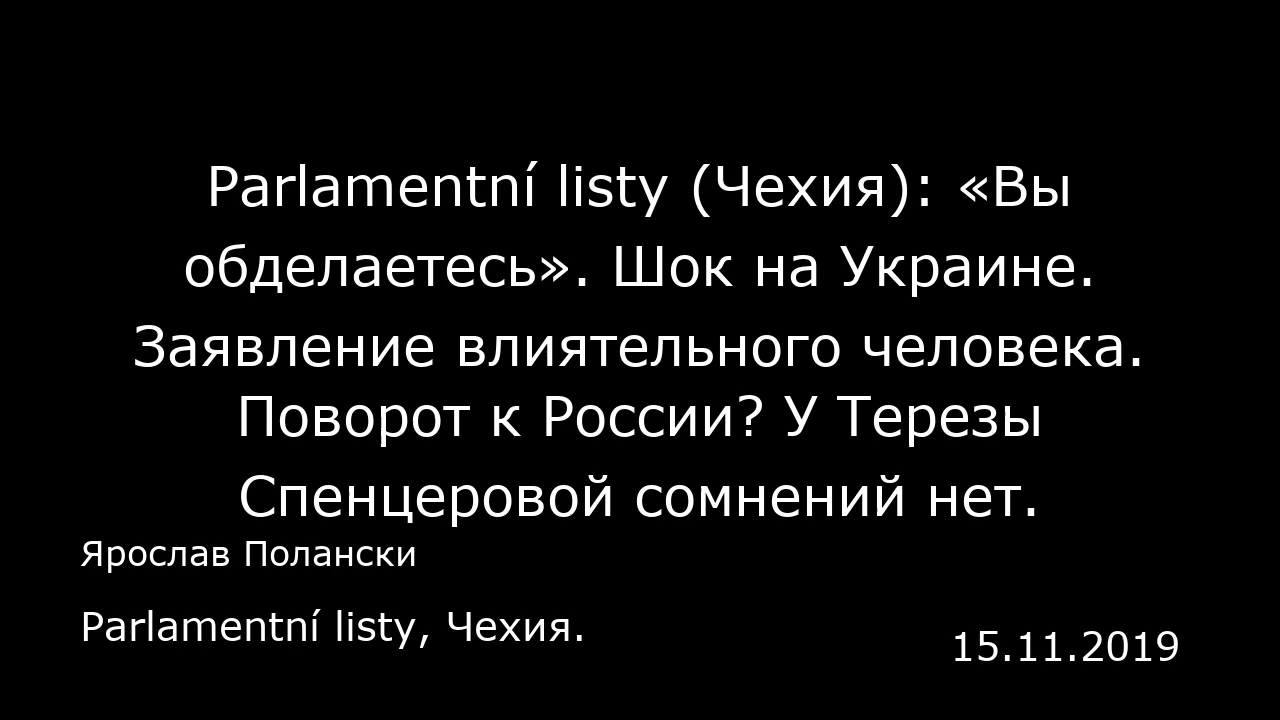 Parlamentní listy (Чехия): «Вы
обделаетесь». Шок на Украине.
Заявление влиятельного человека.
Поворот к России? У Терезы
Спенцеровой сомнений нет.
Ярослав Полански
Parlamentní listy, Чехия.
15.11.2019